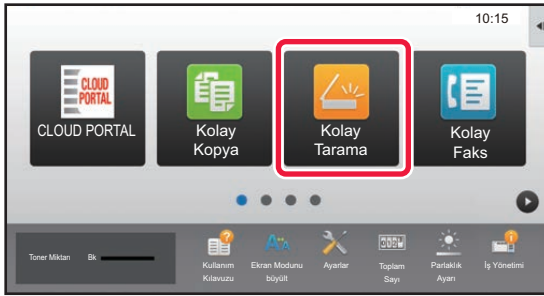 10:15
CLOUD
PORTAL
CLOUD PORTAL
Kolay
Kopya
Kolay
Tarama
Kolay
Faks
Toner Miktarı
Bk
Kullanım
Kılavuzu
Ekran Modunu
büyült
Ayarlar
Toplam
Sayı
Parlaklık
Ayarı
İş Yönetimi